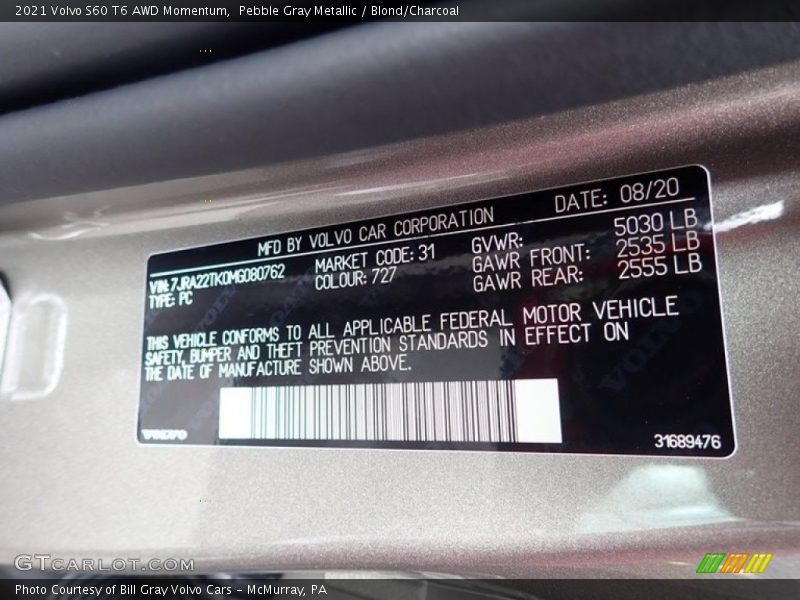 2021 Volvo S60 T6 AWD Momentum,  Pebble Gray Metallic / Blond/Charcoal
MFD BY VOLVO CAR CORPORATION DATE: 08/20
VIN: 7JRA22TK0MG080762 MARKET CODE: 31 GVWR: 5030 LB
TYPE: PC COLOUR: 727 GAWR FRONT: 2535 LB
GAWR REAR: 2555 LB
THIS VEHICLE CONFORMS TO ALL APPLICABLE FEDERAL MOTOR VEHICLE
SAFETY, BUMPER AND THEFT PREVENTION STANDARDS IN EFFECT ON
THE DATE OF MANUFACTURE SHOWN ABOVE.
VOLVO 31689476
GTCARLOT.COM
Photo Courtesy of Bill Gray Volvo Cars – McMurray, PA